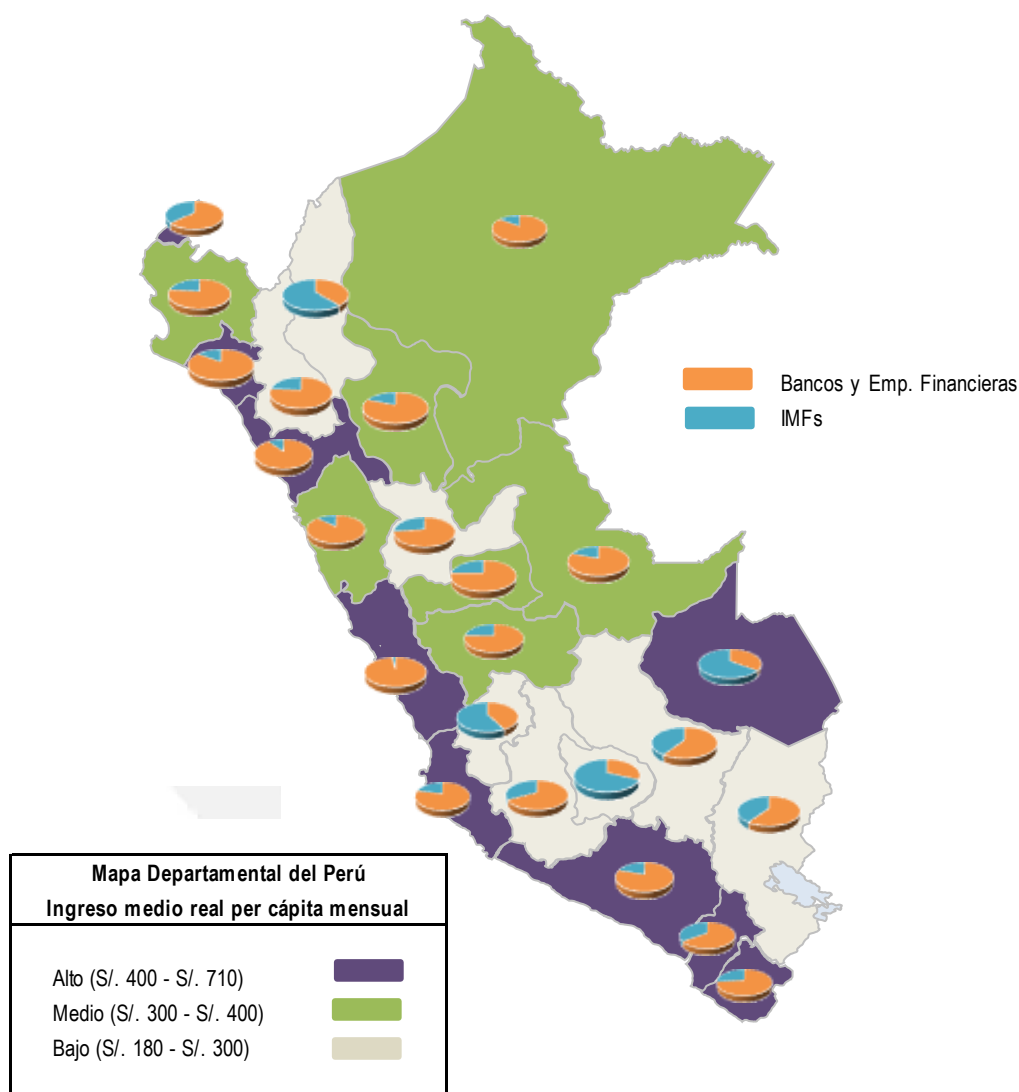 Bancos y Emp. Financieras
IMFs
Mapa Departamental del Perú
Ingreso medio real per cápita mensual
Alto (S/. 400 - S/. 710)
Medio (S/. 300 - S/. 400)
Bajo (S/. 180 - S/. 300)